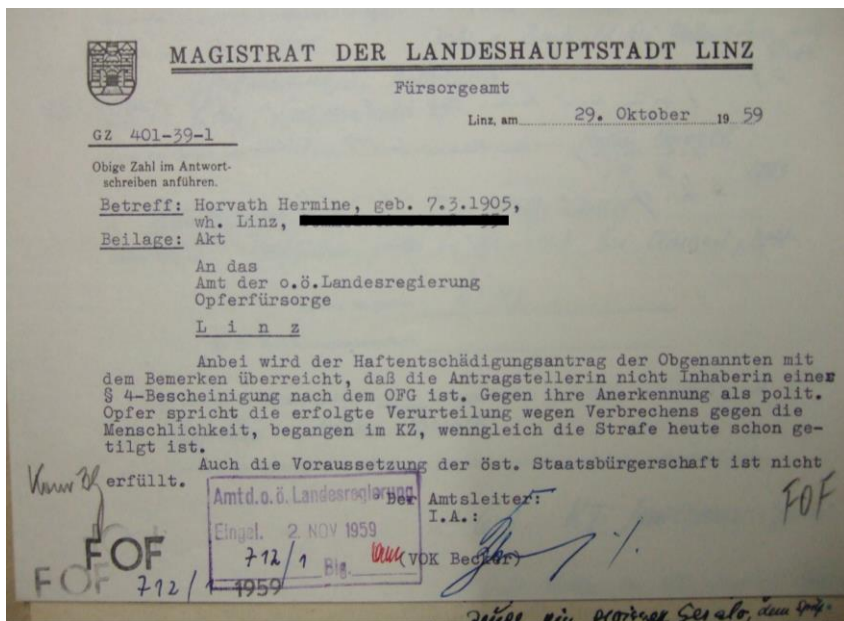 MAGISTRAT DER LANDESHAUPTSTADT LINZ
Fürsorgeamt
Linz, am 29. Oktober 19 59
GZ 401-39-1
Obige Zahl im Antwort-
schreiben anführen.
Betreff: Horvath Hermine, geb. 7.3.1905,
wh. Linz,
Beilage: Akt
An das
Amt der o.ö.Landesregierung
Opferfürsorge
Linz
Anbei wird der Haftentschädigungsantrag der Obgenannten mit
dem Bemerken überreicht, daß die Antragstellerin nicht Inhaberin einer
§ 4-Bescheinigung nach dem OFG ist. Gegen ihre Anerkennung als polit.
Opfer spricht die erfolgte Verurteilung wegen Verbrechens gegen die
Menschlichkeit, begangen im KZ, wenngleich die Strafe heute schon ge-
tilgt ist.
Auch die Voraussetzung der öst. Staatsbürgerschaft ist nicht
erfüllt.
Amt d. o. ö. Landesregierung
Der Amtsleiter:
I.A.:
FOF
Eingel. 2. NOV 1959
712/1 Blg.
(VOK Becker)
FOF
FOF 712/1 1959